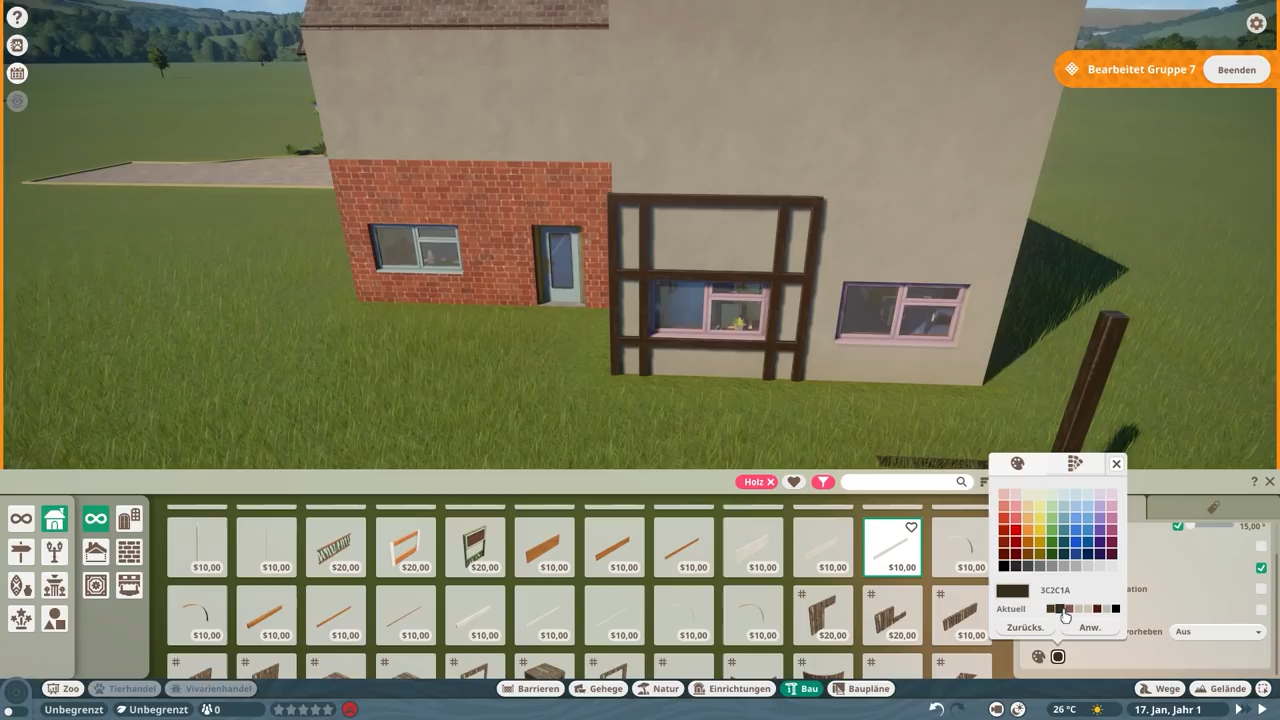 ?
Bearbeitet Gruppe 7
Beenden
Holz ✕
? ✕
15,00°
$10,00 $10,00 $20,00 $20,00 $20,00 $10,00 $10,00 $10,00 $10,00 $10,00 $10,00 $10,00
3C2C1A
ation
Aktuell
$10,00 $10,00 $10,00 $10,00 $10,00 $10,00 $10,00 $10,00 $10,00 $20,00 $20,00 $10,00
Zurücks. Anw.
vorheben Aus
Zoo Tierhandel Vivarienhandel Barrieren Gehege Natur Einrichtungen Bau Baupläne Wege Gelände
Unbegrenzt Unbegrenzt 0 26 °C 17. Jan, Jahr 1